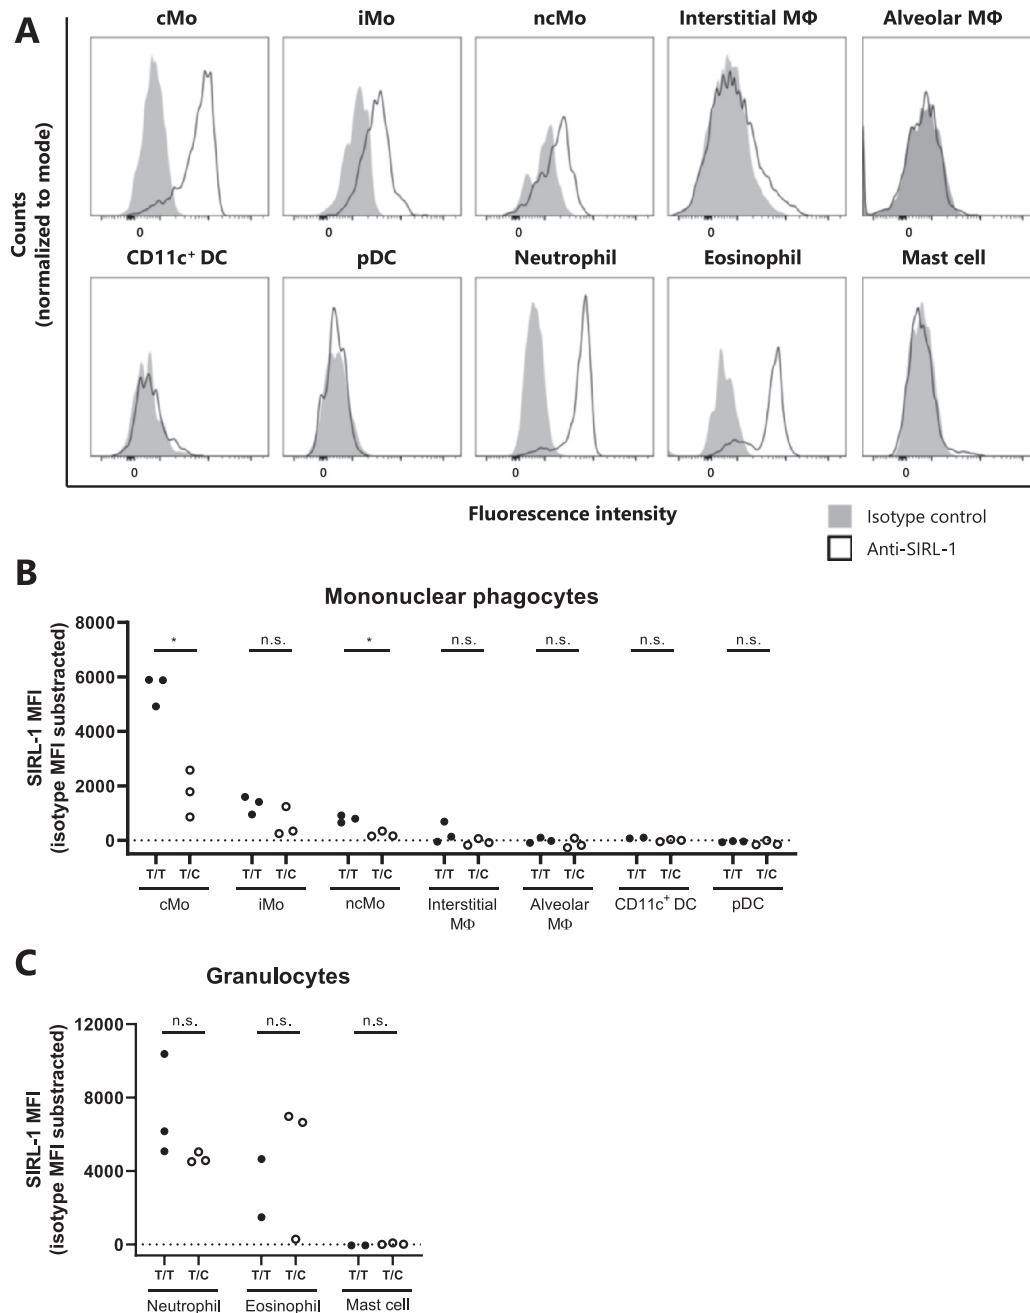 A
cMo iMo ncMo Interstitial MΦ Alveolar MΦ
Counts
(normalized to mode)
0 0 0 0 0
CD11c⁺ DC pDC Neutrophil Eosinophil Mast cell
0 0 0 0 0
Fluorescence intensity
Isotype control
Anti-SIRL-1
B
Mononuclear phagocytes
SIRL-1 MFI
(isotype MFI substracted)
8000
6000
4000
2000
0
* n.s. * n.s. n.s. n.s. n.s.
T/T T/C T/T T/C T/T T/C T/T T/C T/T T/C T/T T/C T/T T/C
cMo iMo ncMo Interstitial MΦ Alveolar MΦ CD11c⁺ DC pDC
C
Granulocytes
SIRL-1 MFI
(isotype MFI substracted)
12000
8000
4000
0
n.s. n.s. n.s.
T/T T/C T/T T/C T/T T/C
Neutrophil Eosinophil Mast cell